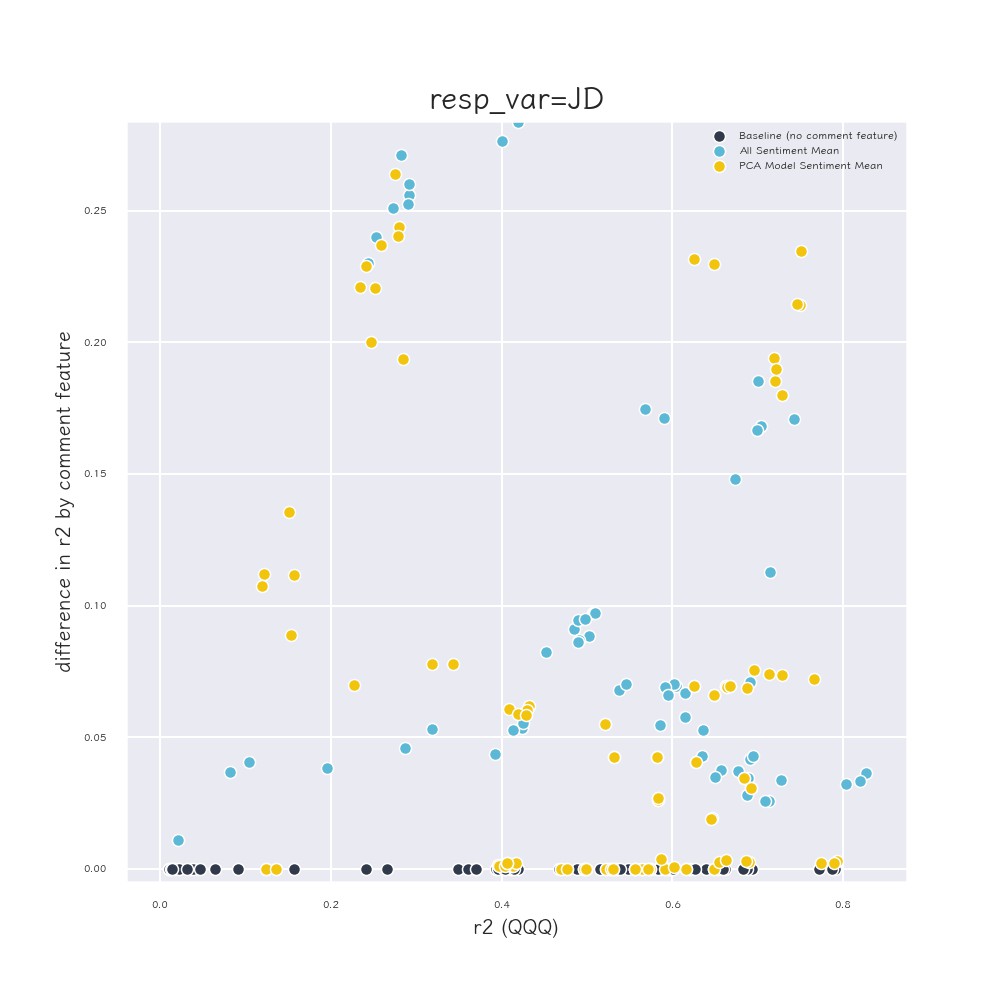 resp_var=JD
Baseline (no comment feature)
All Sentiment Mean
PCA Model Sentiment Mean
0.25
0.20
0.15
0.10
0.05
0.00
difference in r2 by comment feature
0.0 0.2 0.4 0.6 0.8
r2 (QQQ)